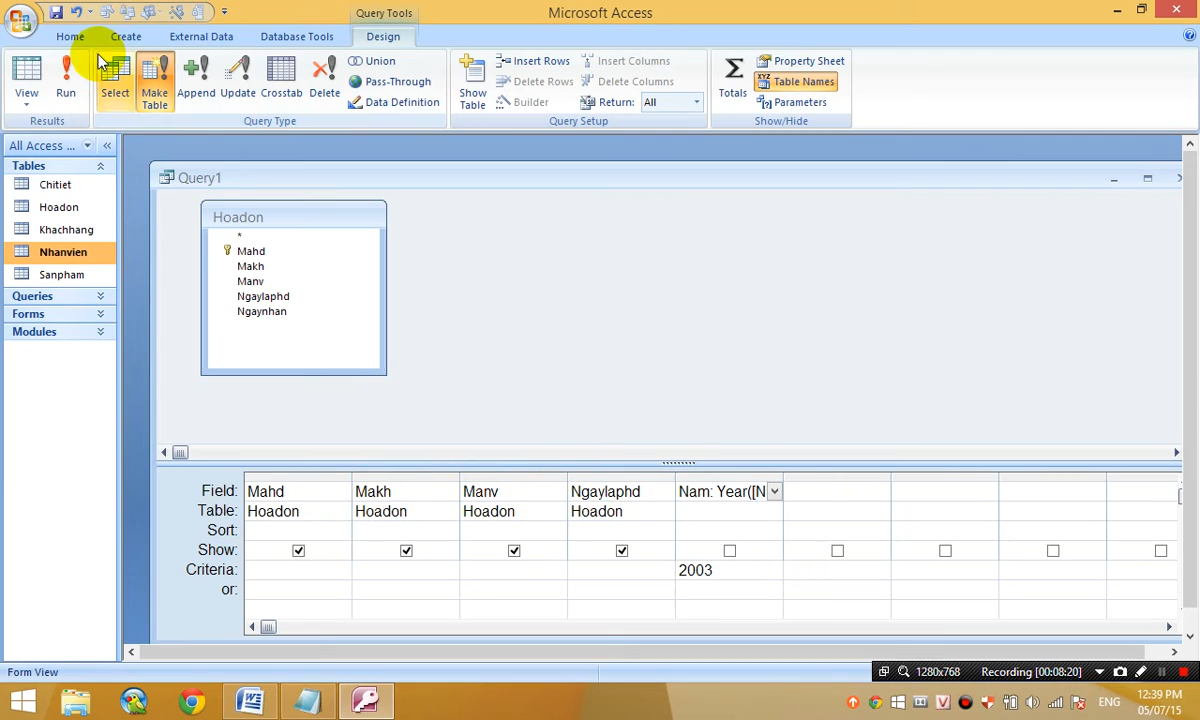 Query Tools
Microsoft Access
Home
Create
External Data
Database Tools
Design
View
Run
Select
Make Table
Append
Update
Crosstab
Delete
Union
Pass-Through
Data Definition
Show Table
Insert Rows
Delete Rows
Builder
Insert Columns
Delete Columns
Return: All
Totals
Property Sheet
Table Names
Parameters
Results
Query Type
Query Setup
Show/Hide
All Access ...
Tables
Chitiet
Hoadon
Khachhang
Nhanvien
Sanpham
Queries
Forms
Modules
Query1
Hoadon
*
Mahd
Makh
Manv
Ngaylaphd
Ngaynhan
Field: Mahd Makh Manv Ngaylaphd Nam: Year([N
Table: Hoadon Hoadon Hoadon Hoadon
Sort:
Show:
Criteria: 2003
or:
Form View
1280x768
Recording [00:08:20]
ENG
12:39 PM
05/07/15